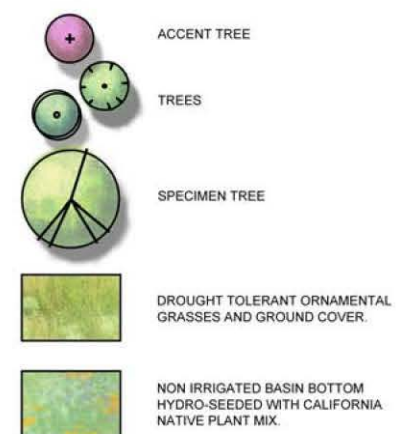 ACCENT TREE
TREES
SPECIMEN TREE
DROUGHT TOLERANT ORNAMENTAL
GRASSES AND GROUND COVER.
NON IRRIGATED BASIN BOTTOM
HYDRO-SEEDED WITH CALIFORNIA
NATIVE PLANT MIX.